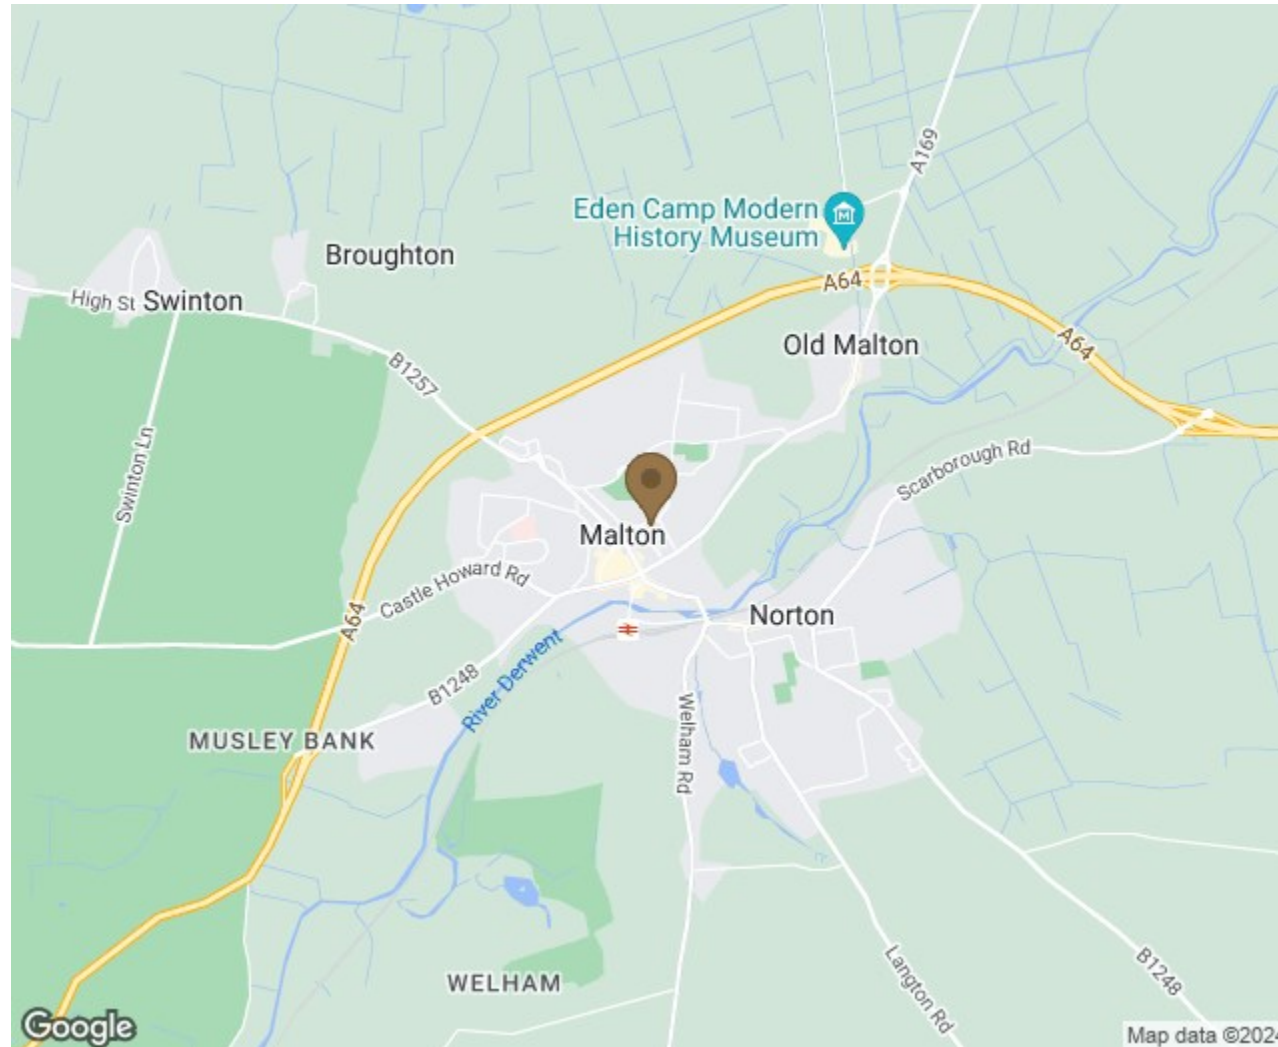 A169
Eden Camp Modern
History Museum
Broughton
A64
High St
Swinton
Old Malton
A64
B1257
Swinton Ln
Scarborough Rd
Malton
Castle Howard Rd
A64
Norton
River Derwent
B1248
Welham Rd
MUSLEY BANK
WELHAM
Langton Rd
B1248
Google
Map data ©2024